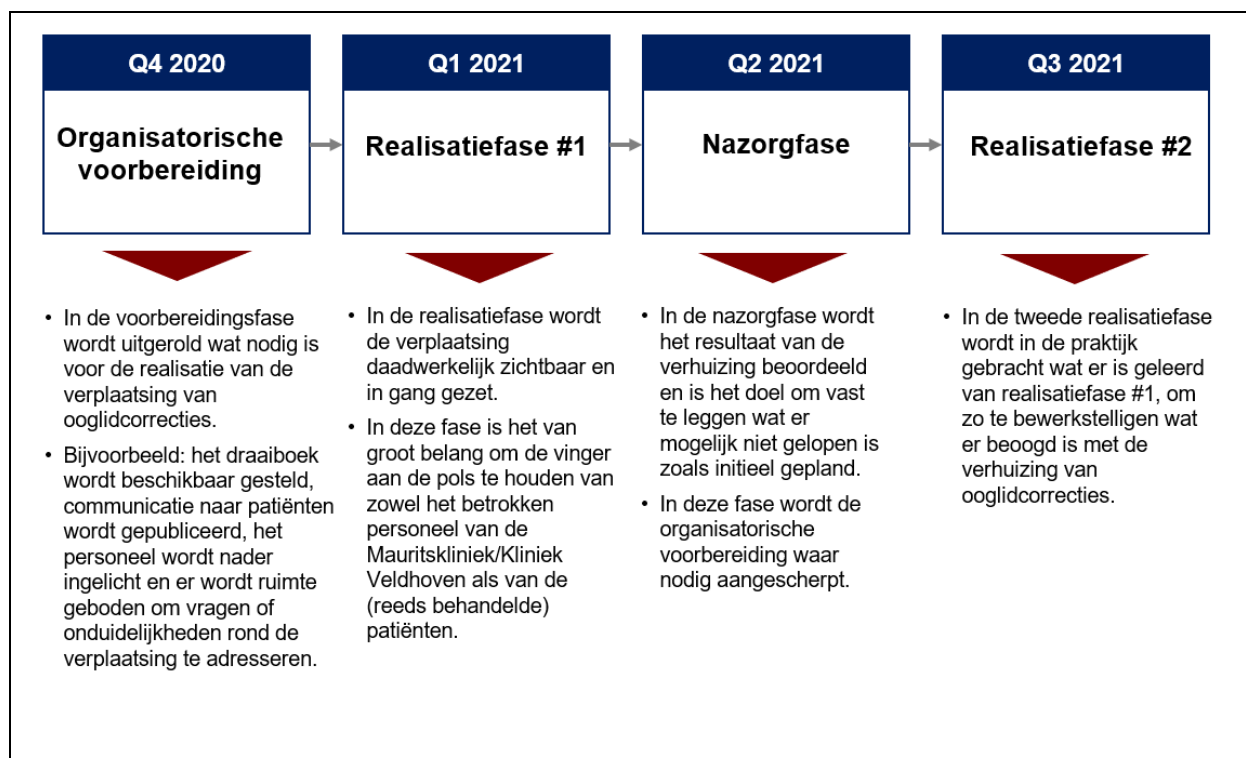 Q4 2020
Organisatorische
voorbereiding
Q1 2021
Realisatiefase #1
Q2 2021
Nazorgfase
Q3 2021
Realisatiefase #2
• In de voorbereidingsfase
wordt uitgerold wat nodig is
voor de realisatie van de
verplaatsing van
ooglidcorrecties.
• Bijvoorbeeld: het draaiboek
wordt beschikbaar gesteld,
communicatie naar patiënten
wordt gepubliceerd, het
personeel wordt nader
ingelicht en er wordt ruimte
geboden om vragen of
onduidelijkheden rond de
verplaatsing te adresseren.
• In de realisatiefase wordt
de verplaatsing
daadwerkelijk zichtbaar en
in gang gezet.
• In deze fase is het van
groot belang om de vinger
aan de pols te houden van
zowel het betrokken
personeel van de
Mauritskliniek/Kliniek
Veldhoven als van de
(reeds behandelde)
patiënten.
• In de nazorgfase wordt
het resultaat van de
verhuizing beoordeeld
en is het doel om vast
te leggen wat er
mogelijk niet gelopen is
zoals initieel gepland.
• In deze fase wordt de
organisatorische
voorbereiding waar
nodig aangescherpt.
• In de tweede realisatiefase
wordt in de praktijk
gebracht wat er is geleerd
van realisatiefase #1, om
zo te bewerkstelligen wat
er beoogd is met de
verhuizing van
ooglidcorrecties.